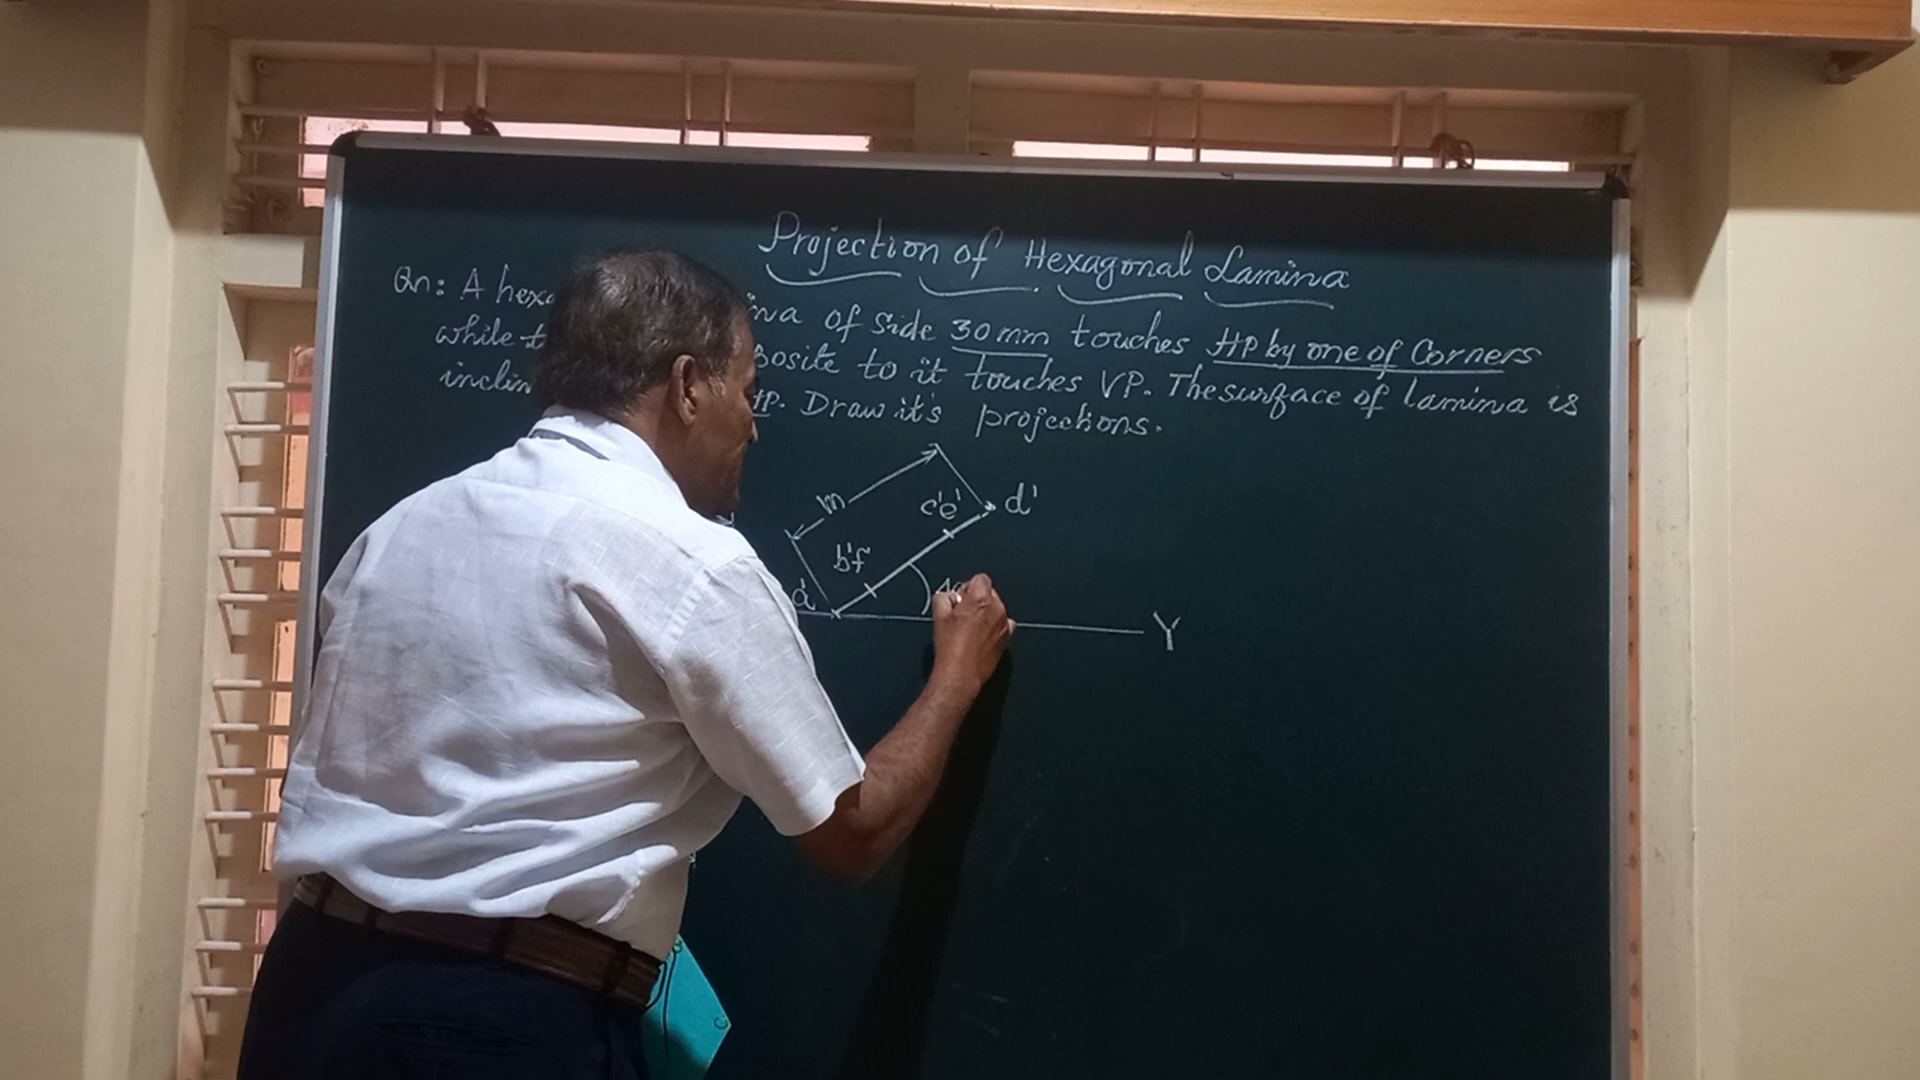 Projection of Hexagonal Lamina
Qn: A hexa
na of side 30mm touches HP by one of Corners
while t
posite to it touches VP. The surface of lamina is
inclin
HP. Draw it's projections.
m
c'e'
d'
b'f
a'
Y
c